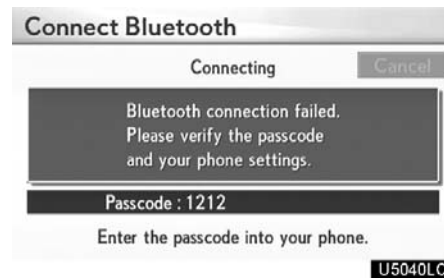 Connect Bluetooth
Connecting
Cancel
Bluetooth connection failed.
Please verify the passcode
and your phone settings.
Passcode : 1212
Enter the passcode into your phone.
U5040LC